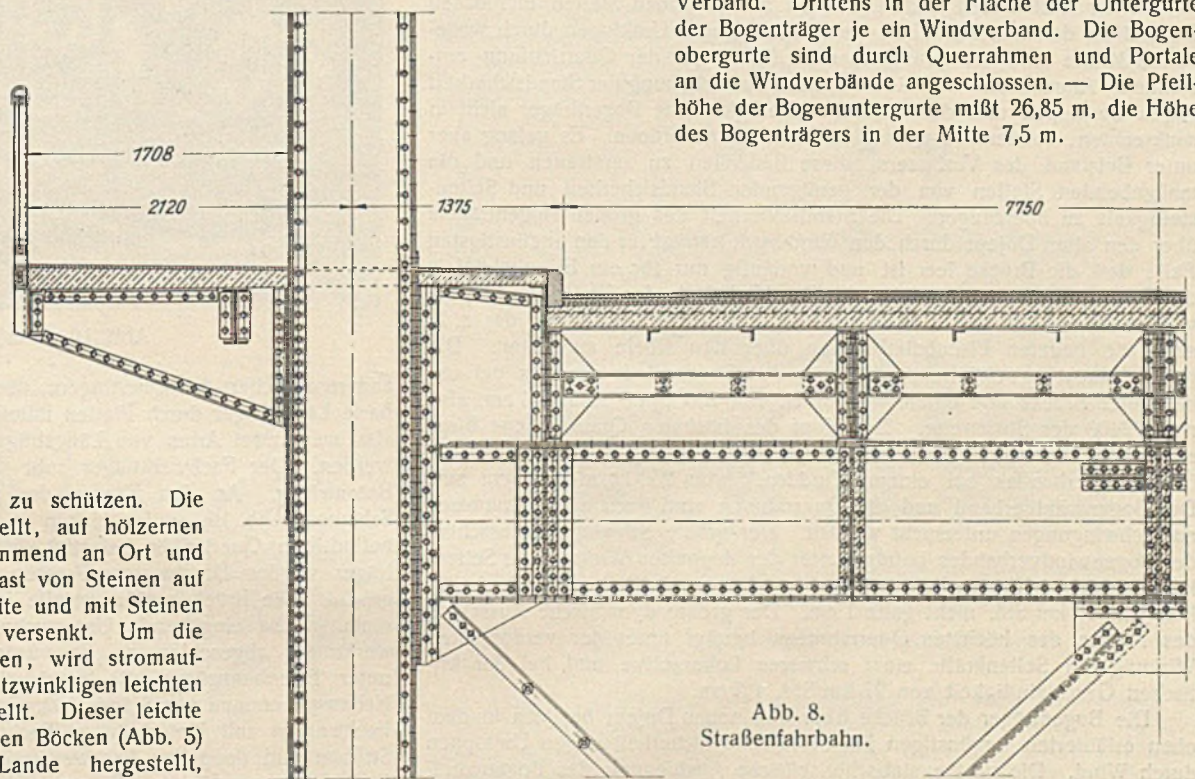 Verband. Drittens in der Fläche der Untergurte
der Bogenträger je ein Windverband. Die Bogen-
obergurte sind durch Querrahmen und Portale
an die Windverbände angeschlossen. — Die Pfeil-
höhe der Bogenuntergurte mißt 26,85 m, die Höhe
des Bogenträgers in der Mitte 7,5 m.
1708
2120
1375
7750
zu schützen. Die
ellt, auf hölzernen
mmend an Ort und
ast von Steinen auf
ite und mit Steinen
versenkt. Um die
en, wird stromauf-
tzwinkligen leichten
ellt. Dieser leichte
en Böcken (Abb. 5)
Lande hergestellt,
Abb. 8.
Straßenfahrbahn.